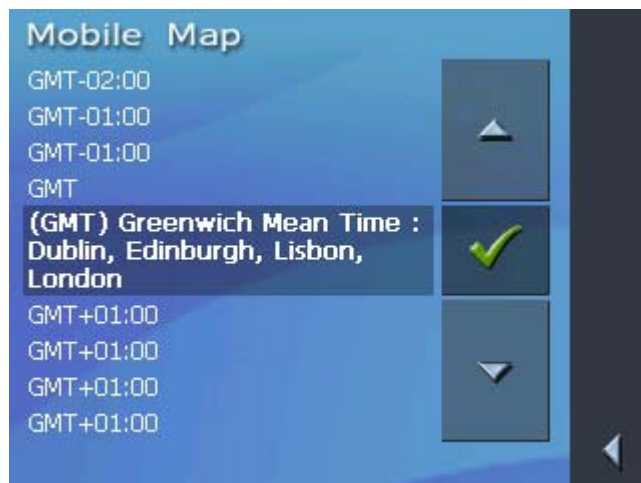 Mobile Map
GMT-02:00
GMT-01:00
GMT-01:00
GMT
(GMT) Greenwich Mean Time :
Dublin, Edinburgh, Lisbon,
London
GMT+01:00
GMT+01:00
GMT+01:00
GMT+01:00